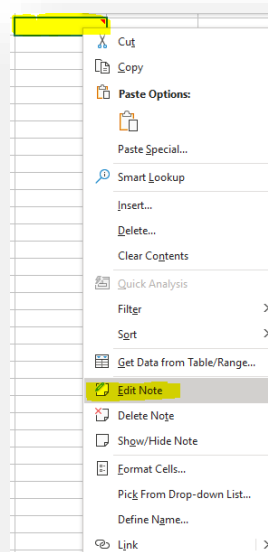 Cut
Copy
Paste Options:
Paste Special...
Smart Lookup
Insert...
Delete...
Clear Contents
Quick Analysis
Filter
Sort
Get Data from Table/Range...
Edit Note
Delete Note
Show/Hide Note
Format Cells...
Pick From Drop-down List...
Define Name...
Link